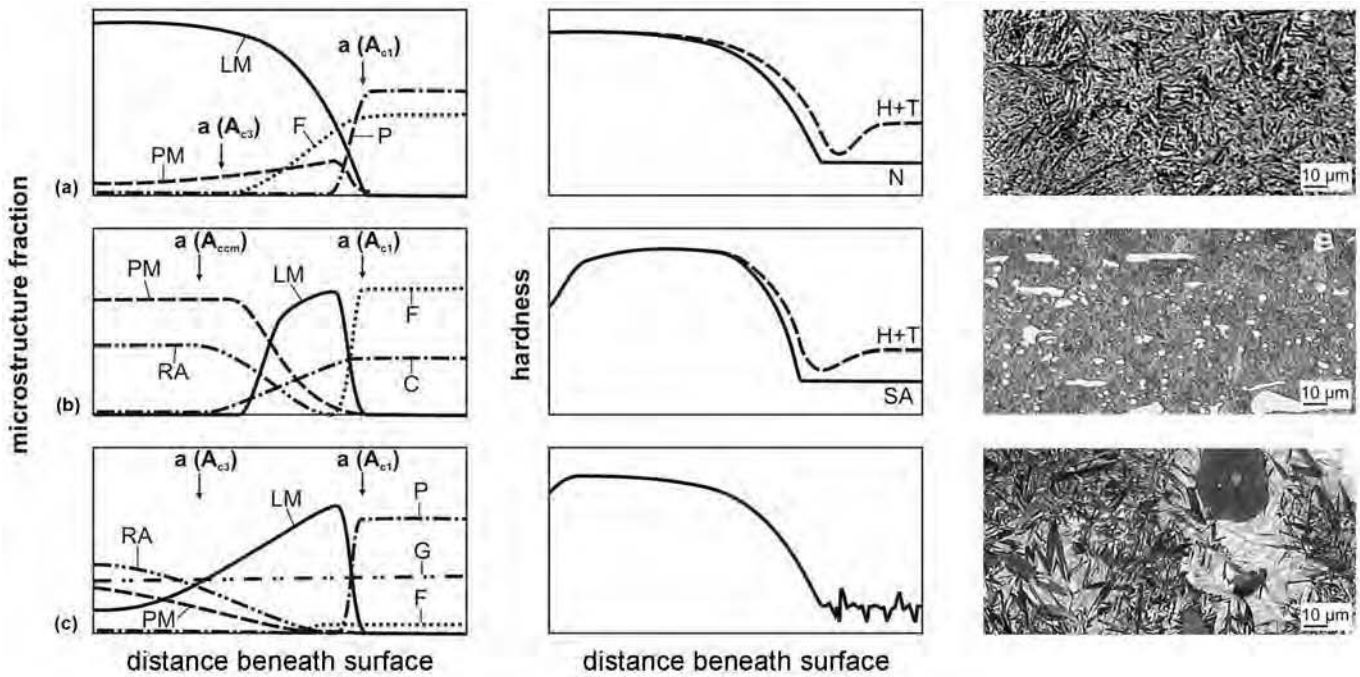 microstructure fraction
(a)
LM
a (Ac3)
PM
F
a (Ac1)
P
hardness
H+T
N
10 µm
(b)
a (Accm)
a (Ac1)
PM
LM
F
RA
C
H+T
SA
10 µm
(c)
a (Ac3)
a (Ac1)
LM
P
RA
G
F
PM
10 µm
distance beneath surface
distance beneath surface